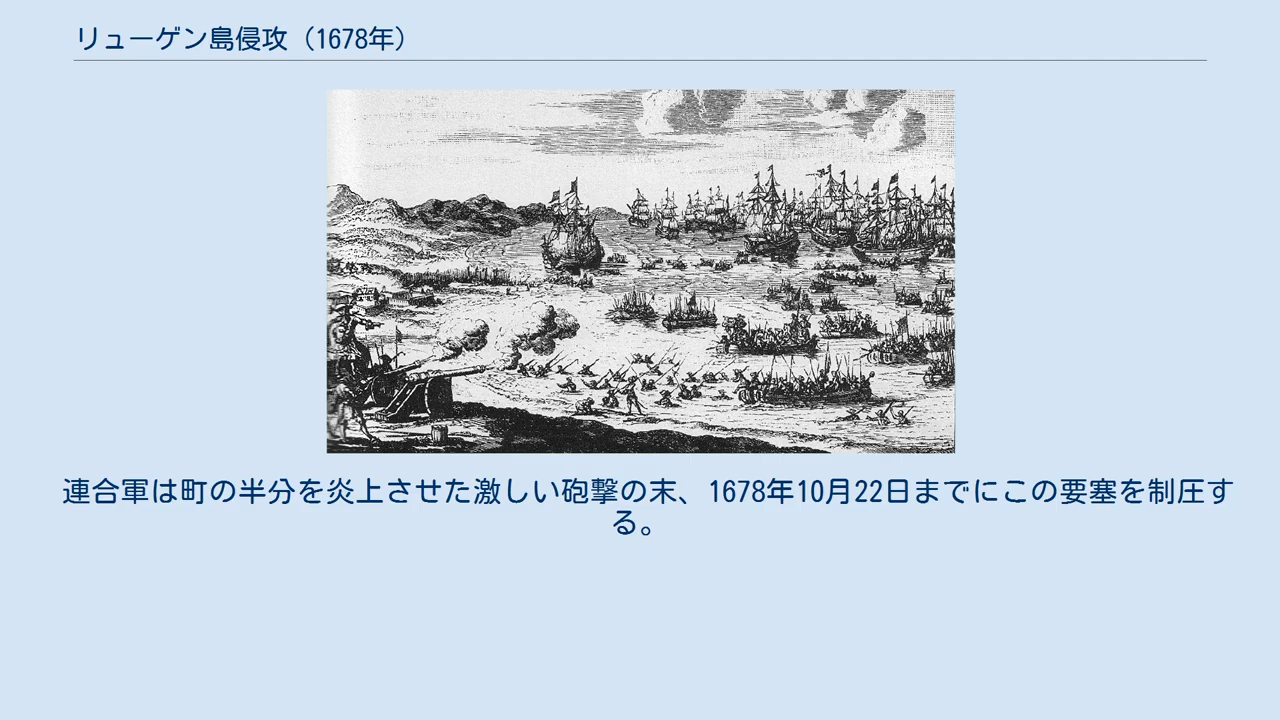 リューゲン島侵攻（1678年）
連合軍は町の半分を炎上させた激しい砲撃の末、1678年10月22日までにこの要塞を制圧す
る。